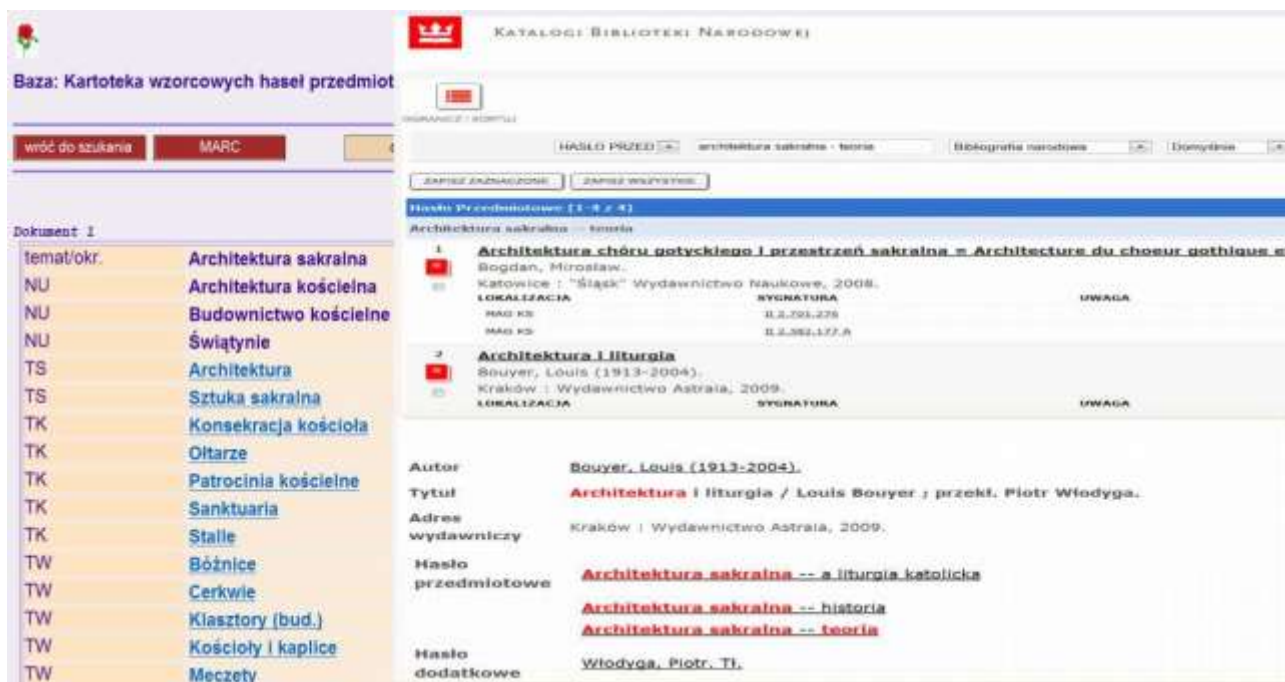 Baza: Kartoteka wzorcowych haseł przedmiot
wróć do szukania
MARC
Dokument 1
temat/okr. Architektura sakralna
NU Architektura kościelna
NU Budownictwo kościelne
NU Świątynie
TS Architektura
TS Sztuka sakralna
TK Konsekracja kościoła
TK Ołtarze
TK Patrocinia kościelne
TK Sanktuaria
TK Stalle
TW Bóżnice
TW Cerkwie
TW Klasztory (bud.)
TW Kościoły i kaplice
TW Meczety
KATALOGI BIBLIOTEKI NARODOWEJ
HASŁO PRZED architektura sakralna - teoria Bibliografia narodowa Domyślnie
ZAPISZ ZAZNACZONE ZAPISZ WSZYSTKIE
Hasło Przedmiotowe (1-4 z 4)
Architektura sakralna -- teoria
1 Architektura chóru gotyckiego i przestrzeń sakralna = Architecture du choeur gothique e
Bogdan, Mirosław.
Katowice : "Śląsk" Wydawnictwo Naukowe, 2008.
LOKALIZACJA SYGNATURA UWAGA
MAG KS
MAG KS
2 Architektura i liturgia
Bouyer, Louis (1913-2004).
Kraków : Wydawnictwo Astraia, 2009.
LOKALIZACJA SYGNATURA UWAGA
Autor Bouyer, Louis (1913-2004).
Tytuł Architektura i liturgia / Louis Bouyer ; przekł. Piotr Włodyga.
Adres wydawniczy Kraków : Wydawnictwo Astraia, 2009.
Hasło przedmiotowe Architektura sakralna -- a liturgia katolicka
Architektura sakralna -- historia
Architektura sakralna -- teoria
Hasło dodatkowe Włodyga, Piotr. Tł.